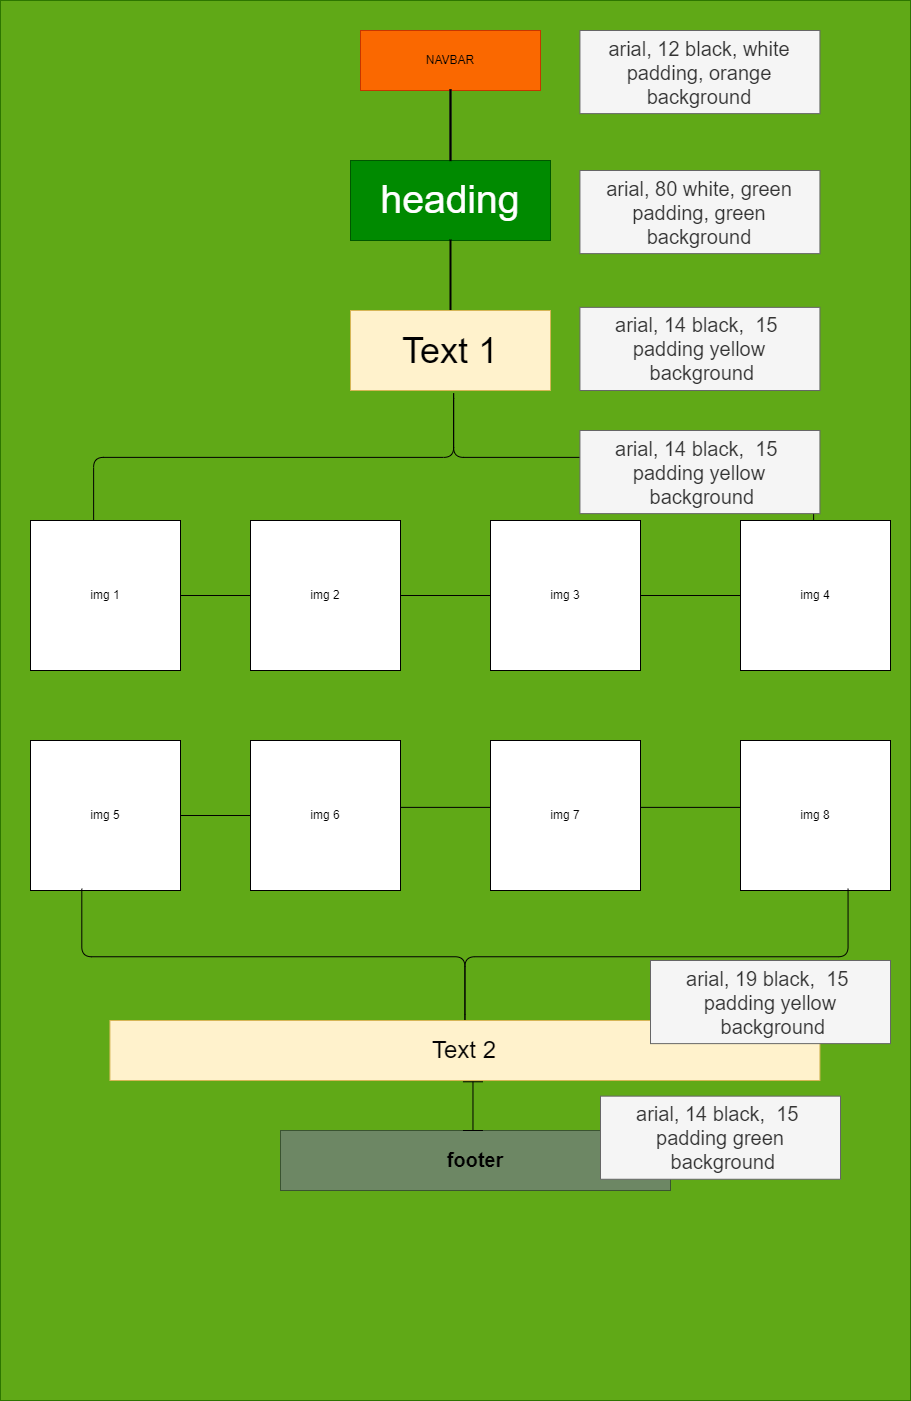 NAVBAR
arial, 12 black, white
padding, orange
background
heading
arial, 80 white, green
padding, green
background
Text 1
arial, 14 black, 15
padding yellow
background
arial, 14 black, 15
padding yellow
background
img 1
img 2
img 3
img 4
img 5
img 6
img 7
img 8
arial, 19 black, 15
padding yellow
background
Text 2
arial, 14 black, 15
padding green
background
footer